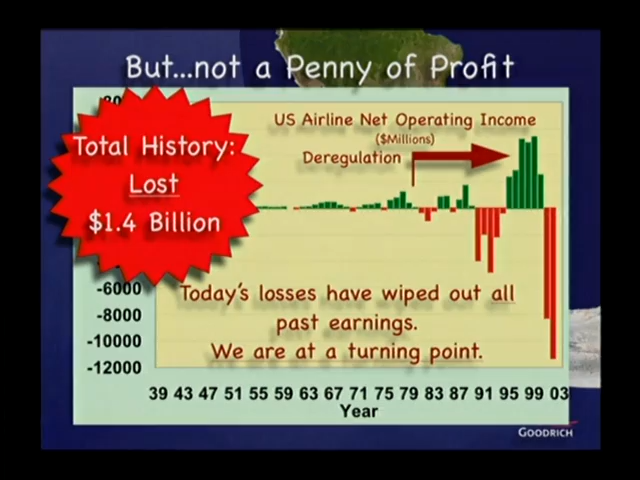 But...not a Penny of Profit
Total History:
Lost
$1.4 Billion
US Airline Net Operating Income
($Millions)
Deregulation
Today's losses have wiped out all
past earnings.
We are at a turning point.
-6000
-8000
-10000
-12000
39 43 47 51 55 59 63 67 71 75 79 83 87 91 95 99 03
Year
GOODRICH